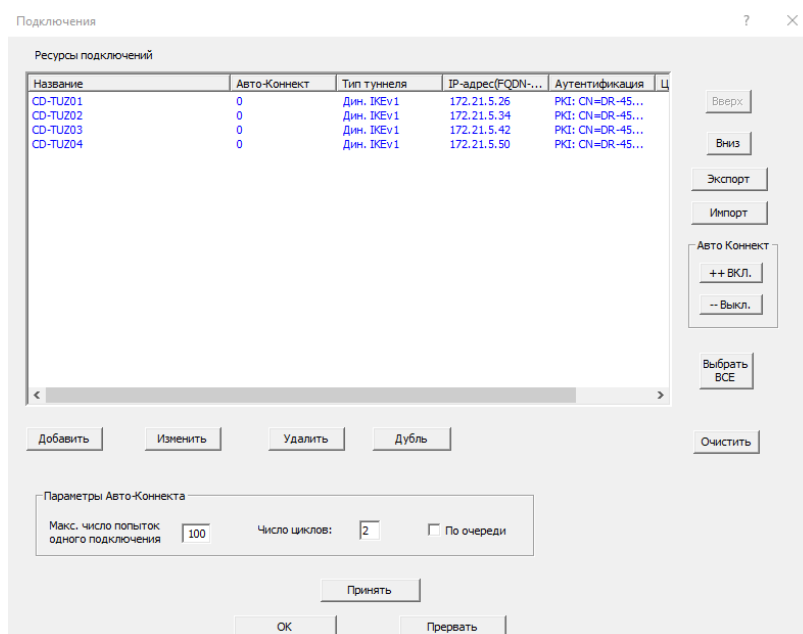 Подключения
Ресурсы подключений
Название Авто-Коннект Тип туннеля IP-адрес(FQDN-... Аутентификация Ц
CD-TUZ01 0 Дин. IKEv1 172.21.5.26 PKI: CN=DR-45...
CD-TUZ02 0 Дин. IKEv1 172.21.5.34 PKI: CN=DR-45...
CD-TUZ03 0 Дин. IKEv1 172.21.5.42 PKI: CN=DR-45...
CD-TUZ04 0 Дин. IKEv1 172.21.5.50 PKI: CN=DR-45...
Вверх
Вниз
Экспорт
Импорт
Авто Коннект
++ ВКЛ.
-- Выкл.
Выбрать
ВСЕ
Добавить Изменить Удалить Дубль Очистить
Параметры Авто-Коннекта
Макс. число попыток
одного подключения 100 Число циклов: 2 По очереди
Принять
ОК Прервать